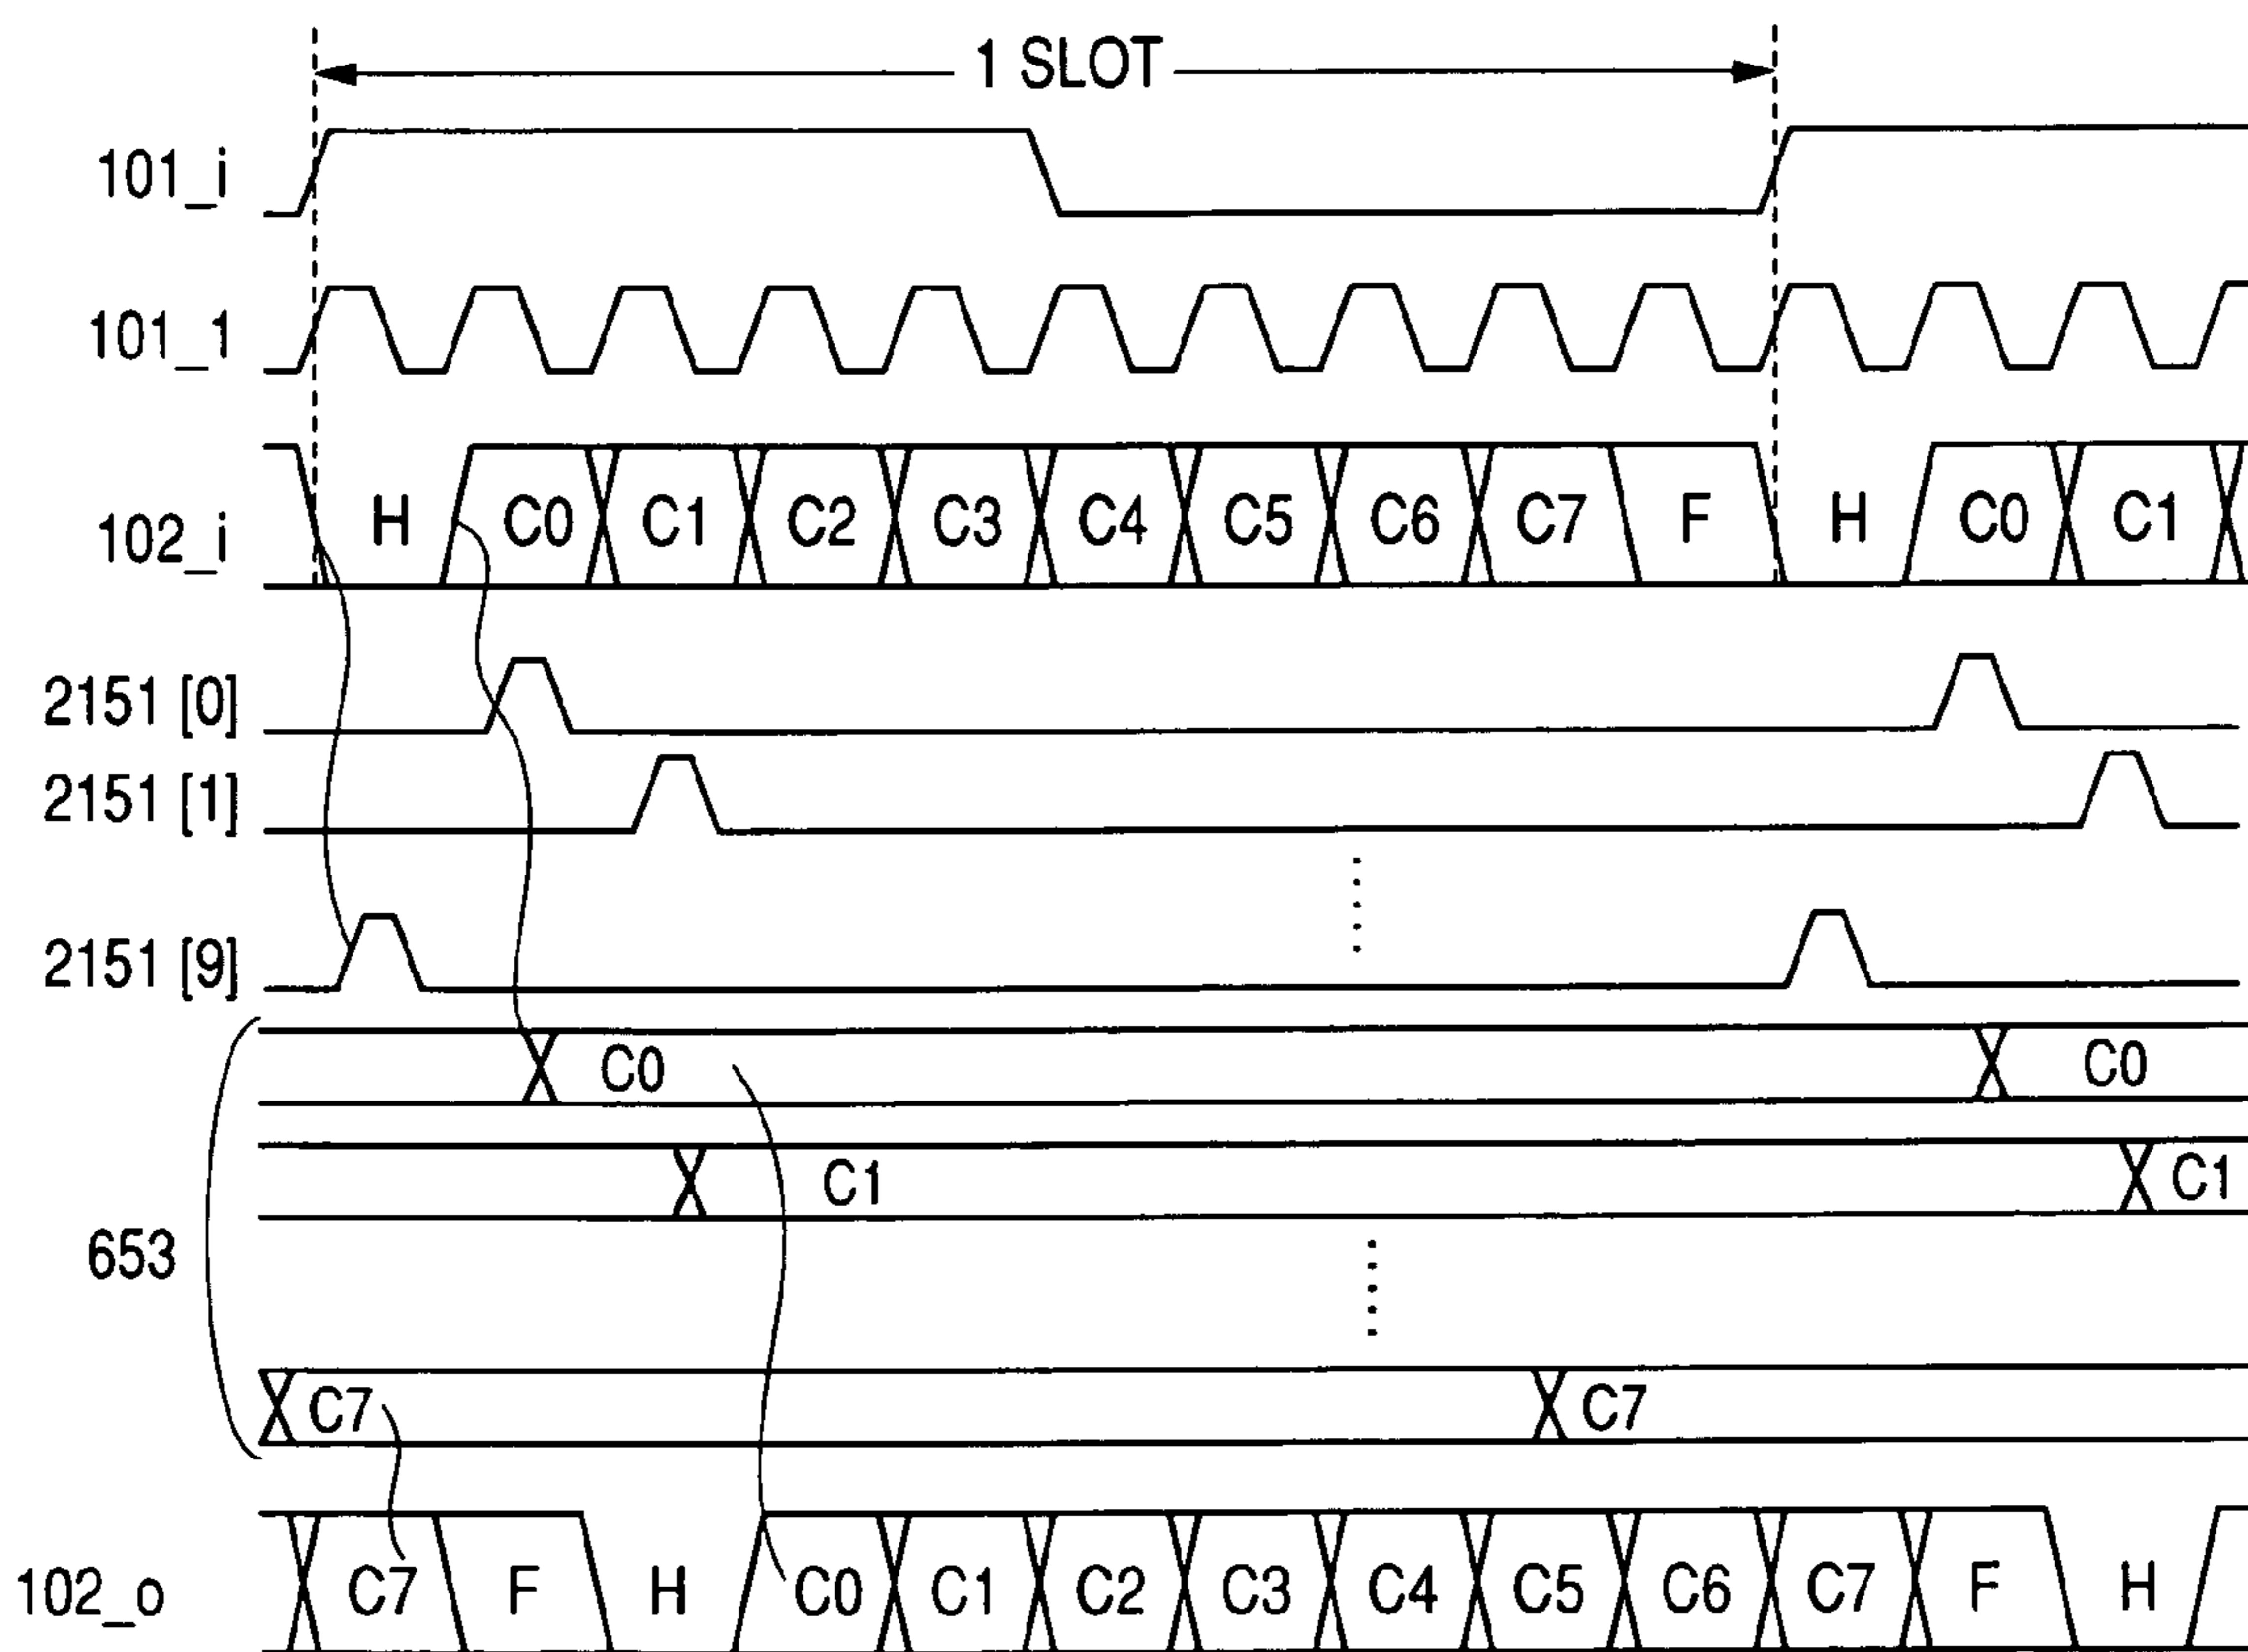 1 SLOT
101_i
101_1
102_i H C0 C1 C2 C3 C4 C5 C6 C7 F H C0 C1
2151 [0]
2151 [1]
2151 [9]
C0 C0
C1 C1
653
C7 C7
102_o C7 F H C0 C1 C2 C3 C4 C5 C6 C7 F H